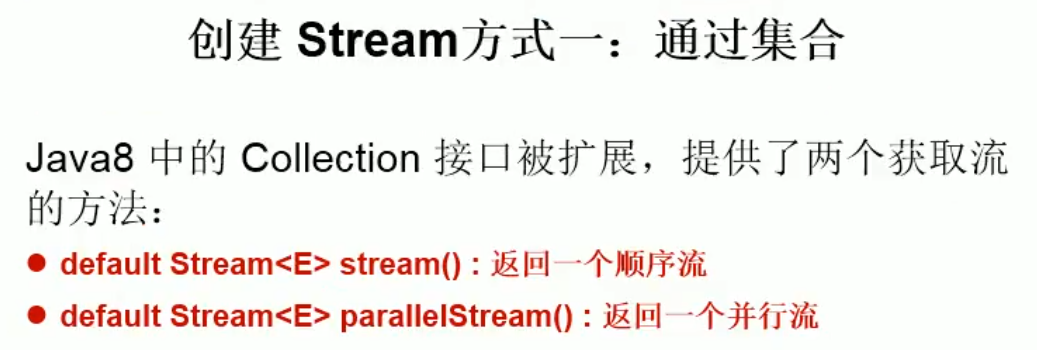 创建 Stream方式一：通过集合
Java8 中的 Collection 接口被扩展，提供了两个获取流
的方法：
● default Stream<E> stream() : 返回一个顺序流
● default Stream<E> parallelStream() : 返回一个并行流